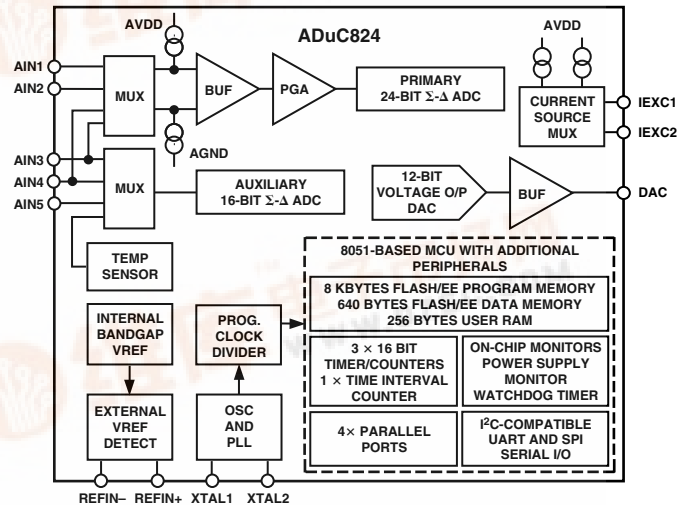 AVDD
ADuC824
AVDD
AIN1
AIN2
MUX
BUF
PGA
PRIMARY
24-BIT Σ-Δ ADC
CURRENT
SOURCE
MUX
IEXC1
IEXC2
AGND
AIN3
AIN4
AIN5
MUX
AUXILIARY
16-BIT Σ-Δ ADC
12-BIT
VOLTAGE O/P
DAC
BUF
DAC
TEMP
SENSOR
8051-BASED MCU WITH ADDITIONAL
PERIPHERALS
8 KBYTES FLASH/EE PROGRAM MEMORY
640 BYTES FLASH/EE DATA MEMORY
256 BYTES USER RAM
INTERNAL
BANDGAP
VREF
PROG.
CLOCK
DIVIDER
3 × 16 BIT
TIMER/COUNTERS
1 × TIME INTERVAL
COUNTER
ON-CHIP MONITORS
POWER SUPPLY
MONITOR
WATCHDOG TIMER
EXTERNAL
VREF
DETECT
OSC
AND
PLL
4× PARALLEL
PORTS
I²C-COMPATIBLE
UART AND SPI
SERIAL I/O
REFIN– REFIN+ XTAL1 XTAL2